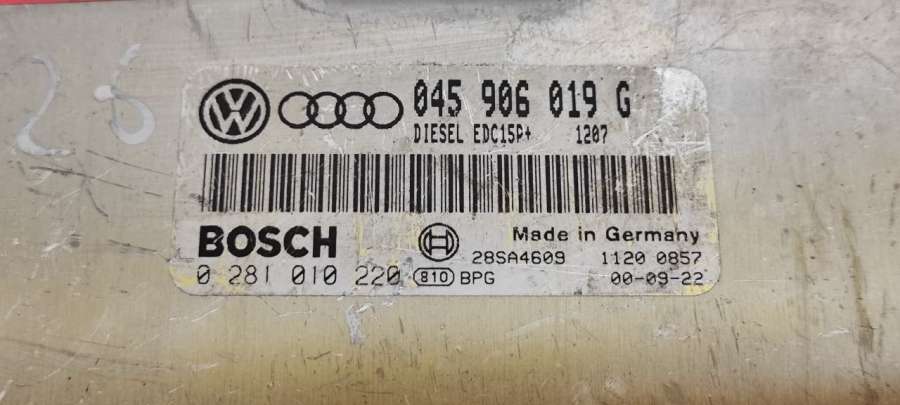 28
045 906 019 G
DIESEL EDC15P+ 1207
BOSCH
Made in Germany
28SA4609 1120 0857
0 281 010 220 810 BPG 00-09-22